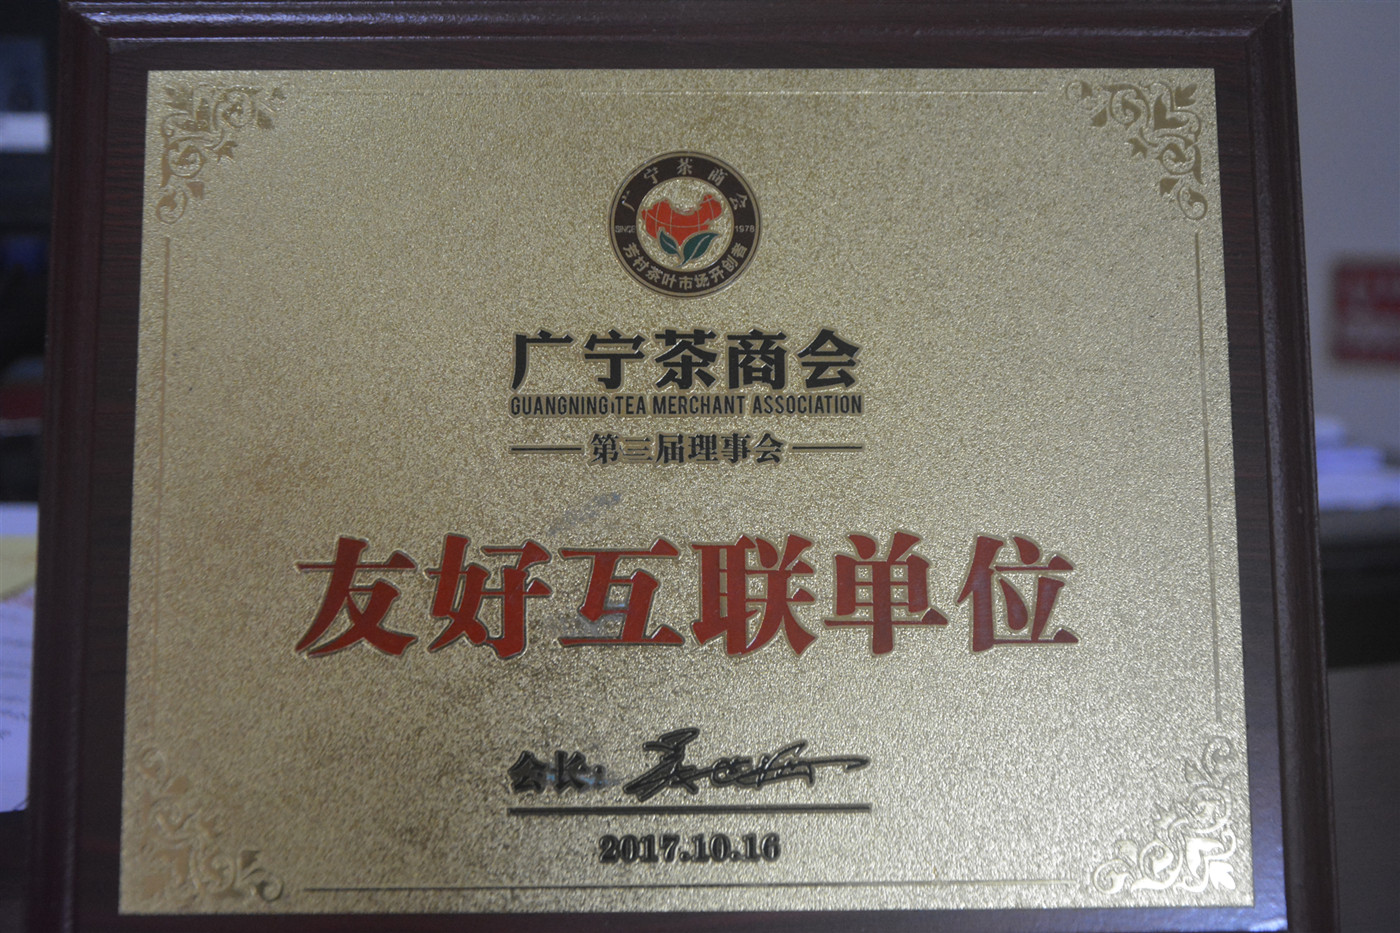 广宁茶商会
SINCE 1978
芳村茶叶市场开创者
广宁茶商会
GUANGNING TEA MERCHANT ASSOCIATION
第三届理事会
友好互联单位
会长:
2017.10.16